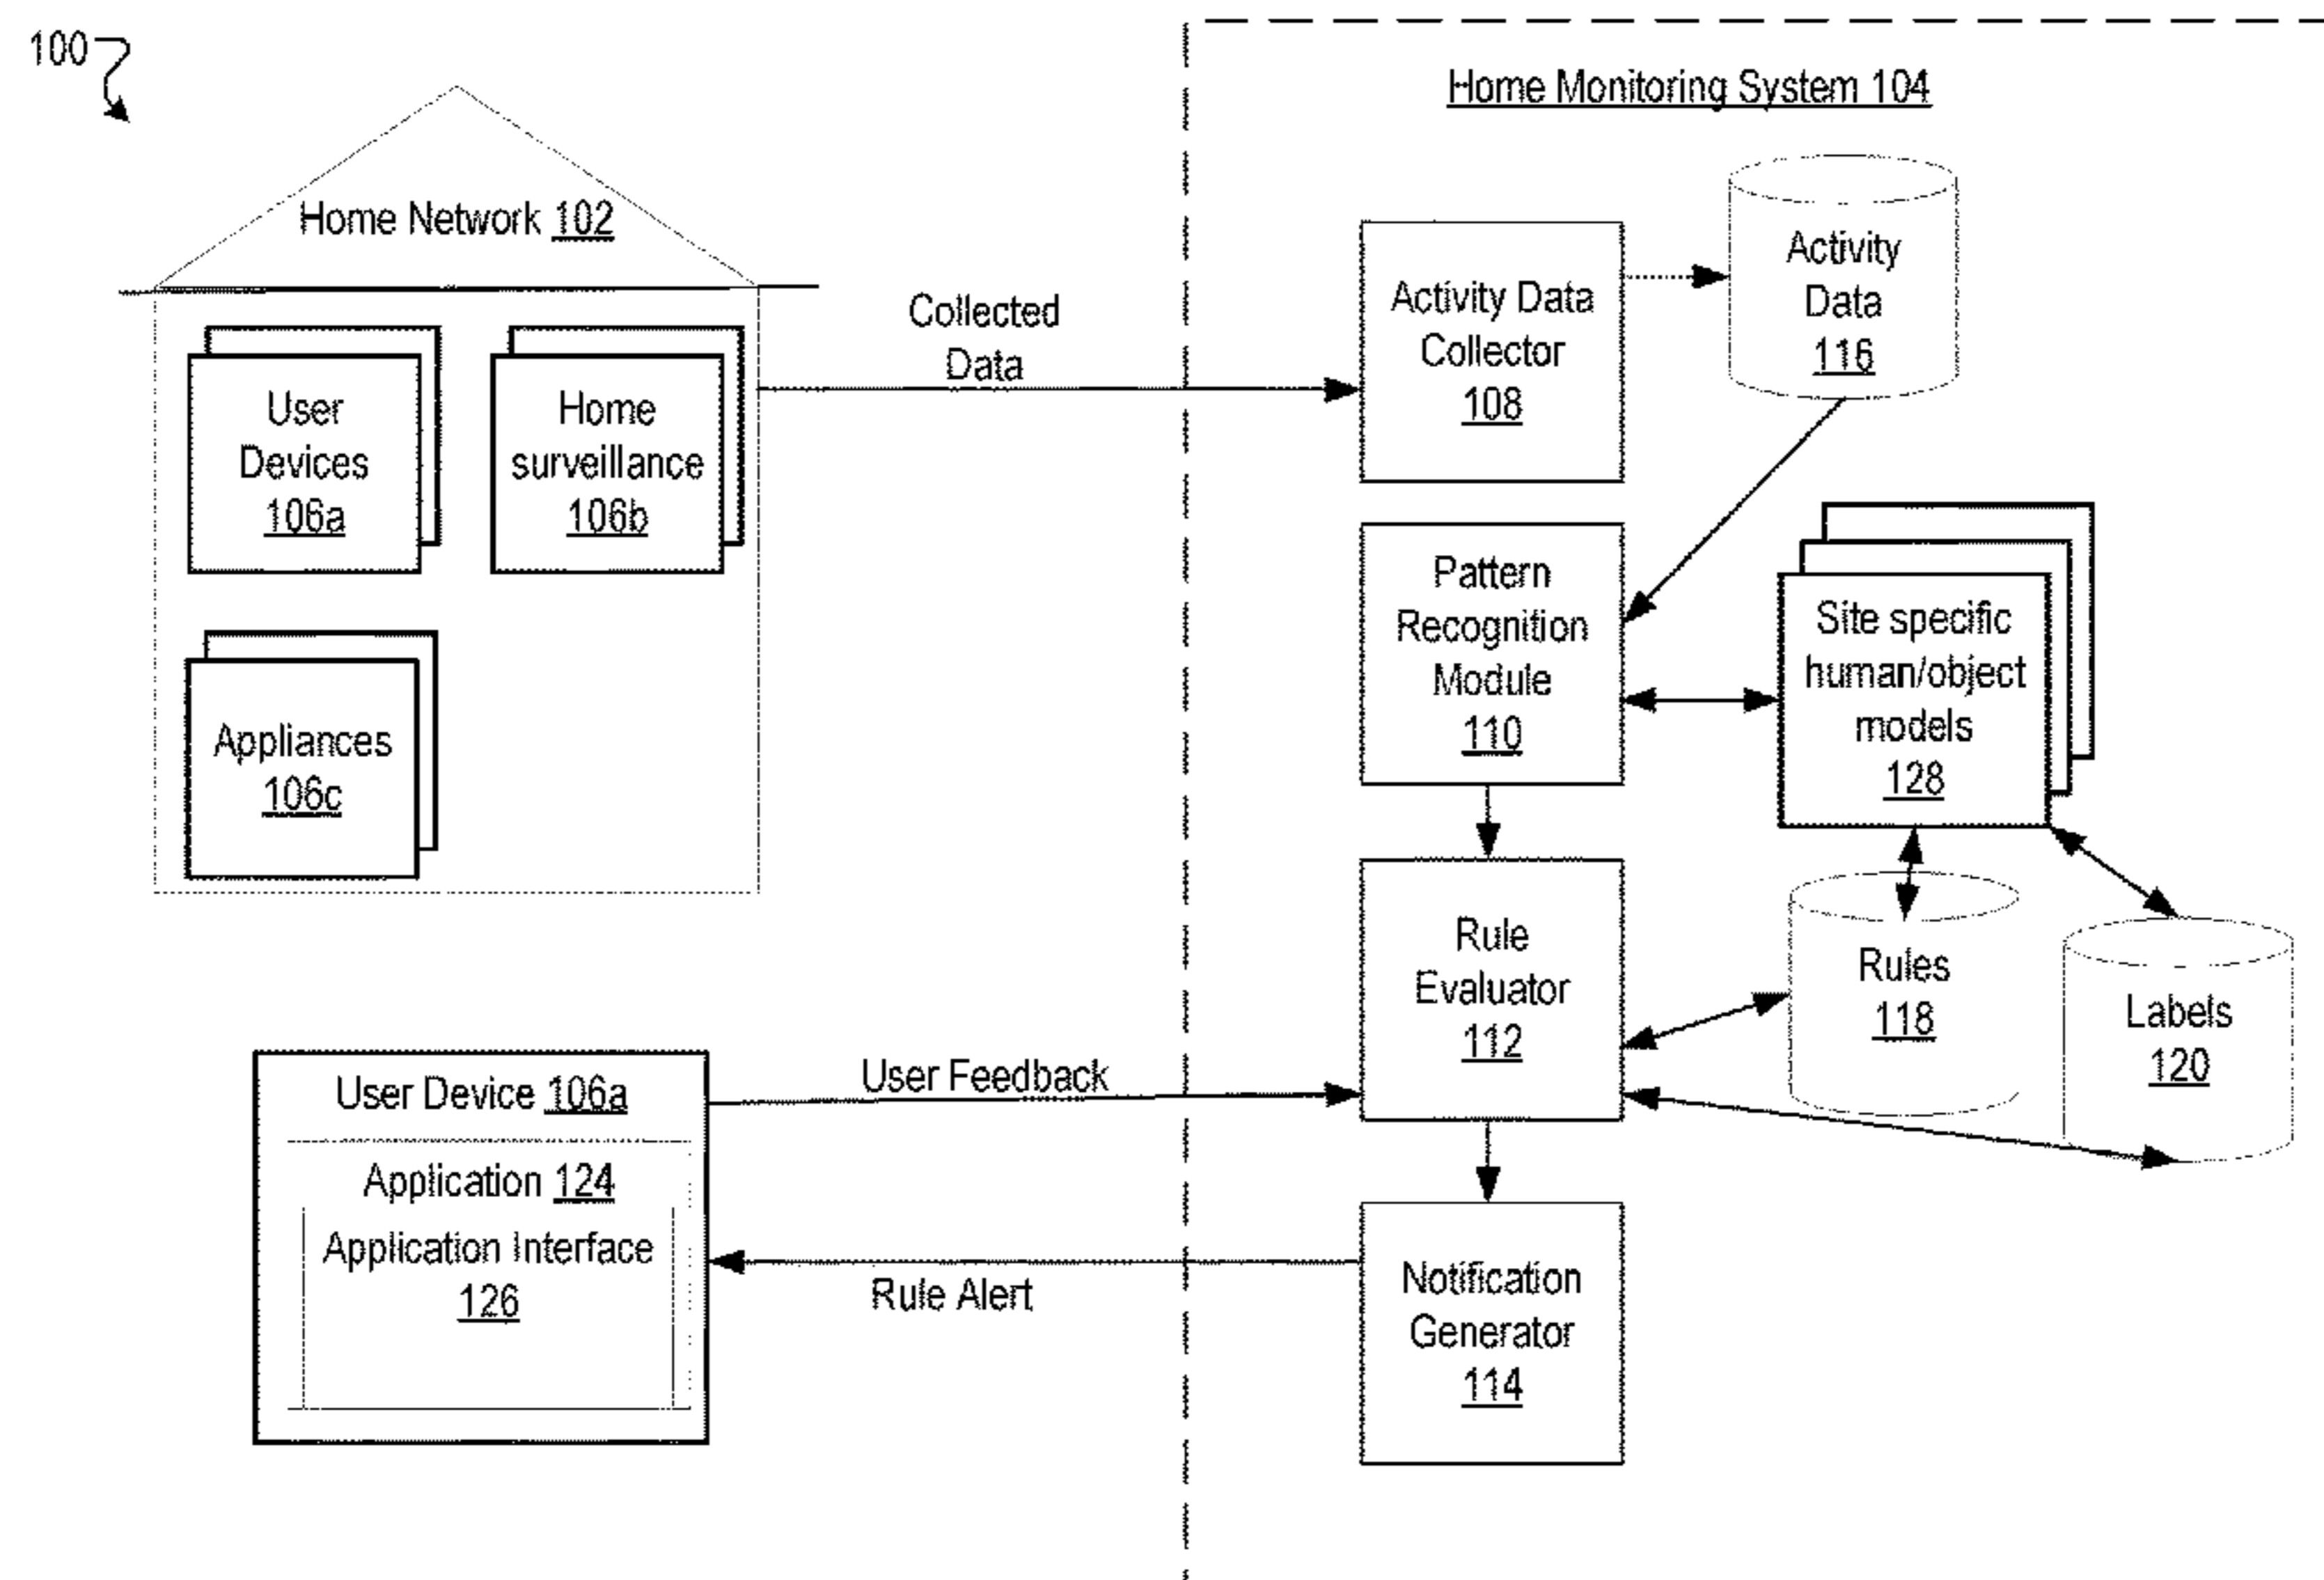 100
Home Monitoring System 104
Home Network 102
User
Devices
106a
Home
surveillance
106b
Appliances
106c
Collected
Data
Activity Data
Collector
108
Activity
Data
116
Pattern
Recognition
Module
110
Site specific
human/object
models
128
Rule
Evaluator
112
Rules
118
Labels
120
User Device 106a
Application 124
Application Interface
126
User Feedback
Rule Alert
Notification
Generator
114